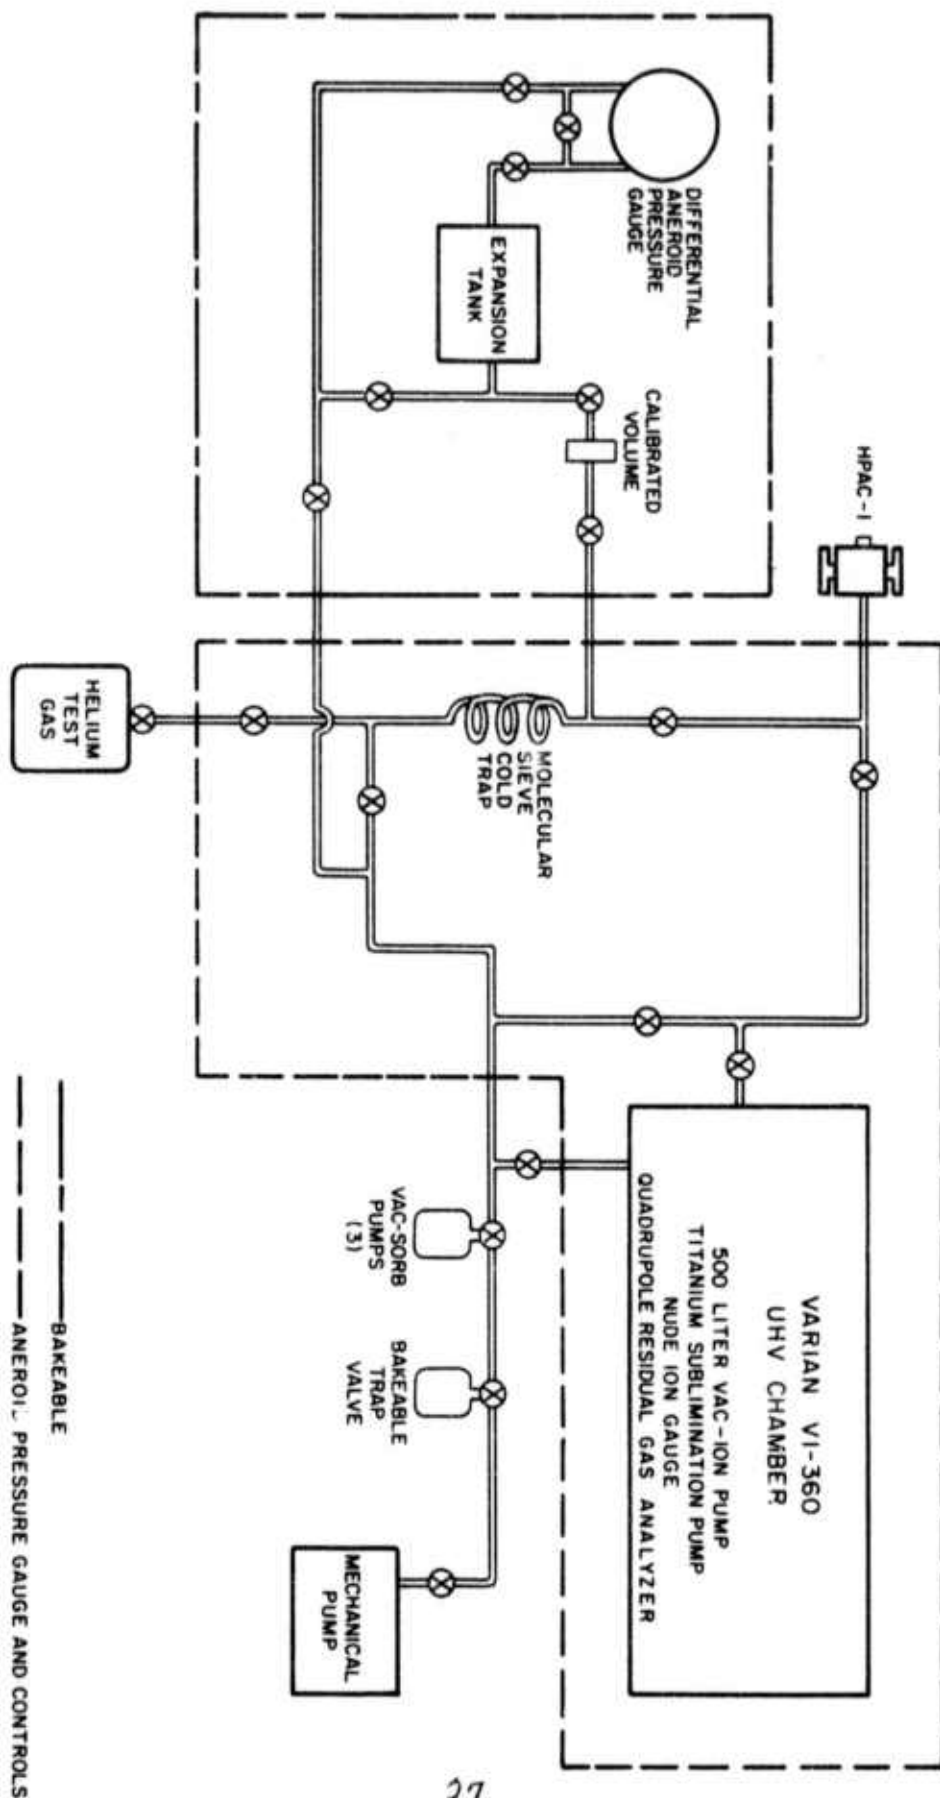 DIFFERENTIAL
ANEROID
PRESSURE
GAUGE
EXPANSION
TANK
CALIBRATED
VOLUME
HPAC-1
HELIUM
TEST
GAS
MOLECULAR
SIEVE
COLD
TRAP
VARIAN VI-360
UHV CHAMBER
500 LITER VAC-ION PUMP
TITANIUM SUBLIMINATION PUMP
NUDE ION GAUGE
QUADRUPOLE RESIDUAL GAS ANALYZER
VAC-SORB
PUMPS
(3)
BAKEABLE
TRAP
VALVE
MECHANICAL
PUMP
BAKEABLE
PRESSURE GAUGE AND CONTROLS